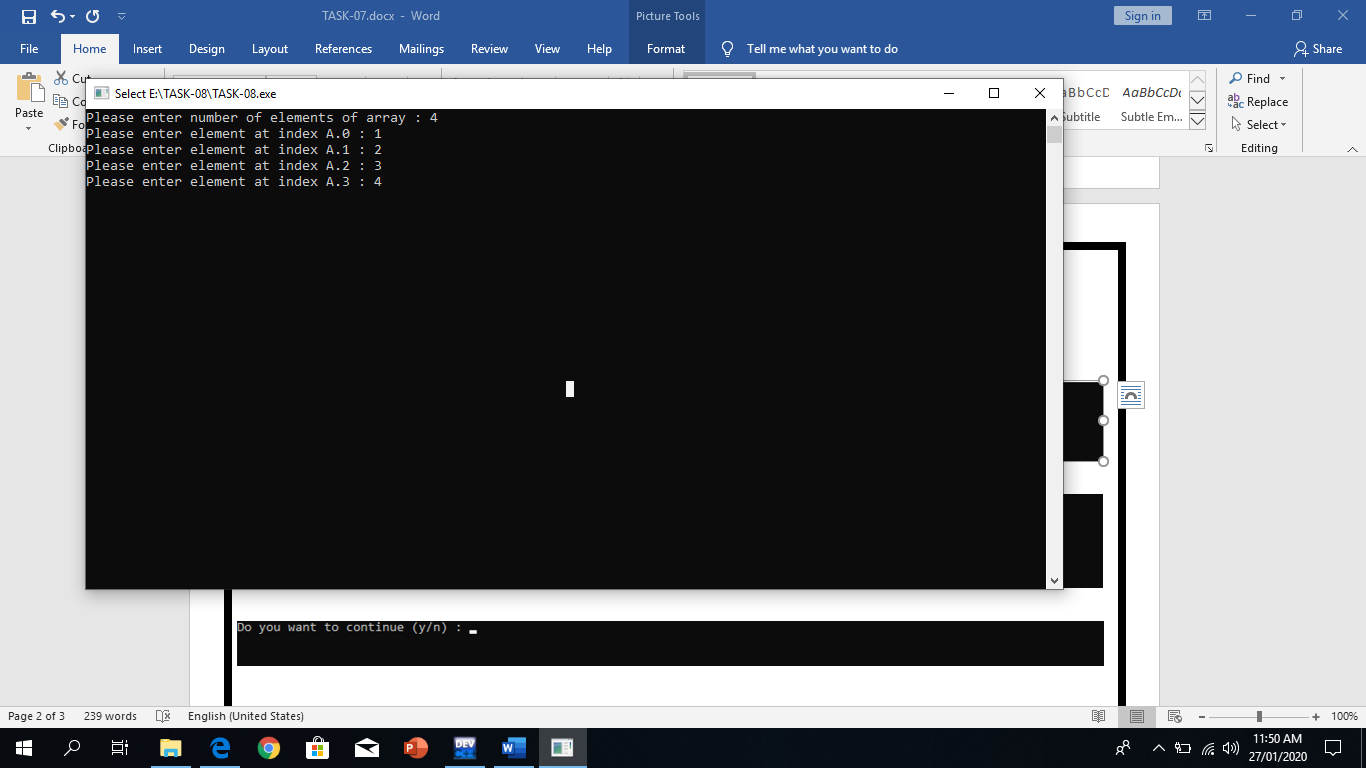 TASK-07.docx - Word
Picture Tools
Sign in
File
Home
Insert
Design
Layout
References
Mailings
Review
View
Help
Format
Tell me what you want to do
Share
Paste
Select E:\TASK-08\TASK-08.exe
Please enter number of elements of array : 4
Please enter element at index A.0 : 1
Please enter element at index A.1 : 2
Please enter element at index A.2 : 3
Please enter element at index A.3 : 4
AaBbCcDc
Subtle Em...
Find
Replace
Select
Editing
Do you want to continue (y/n) :
Page 2 of 3
239 words
English (United States)
100%
DEV
C++
11:50 AM
27/01/2020